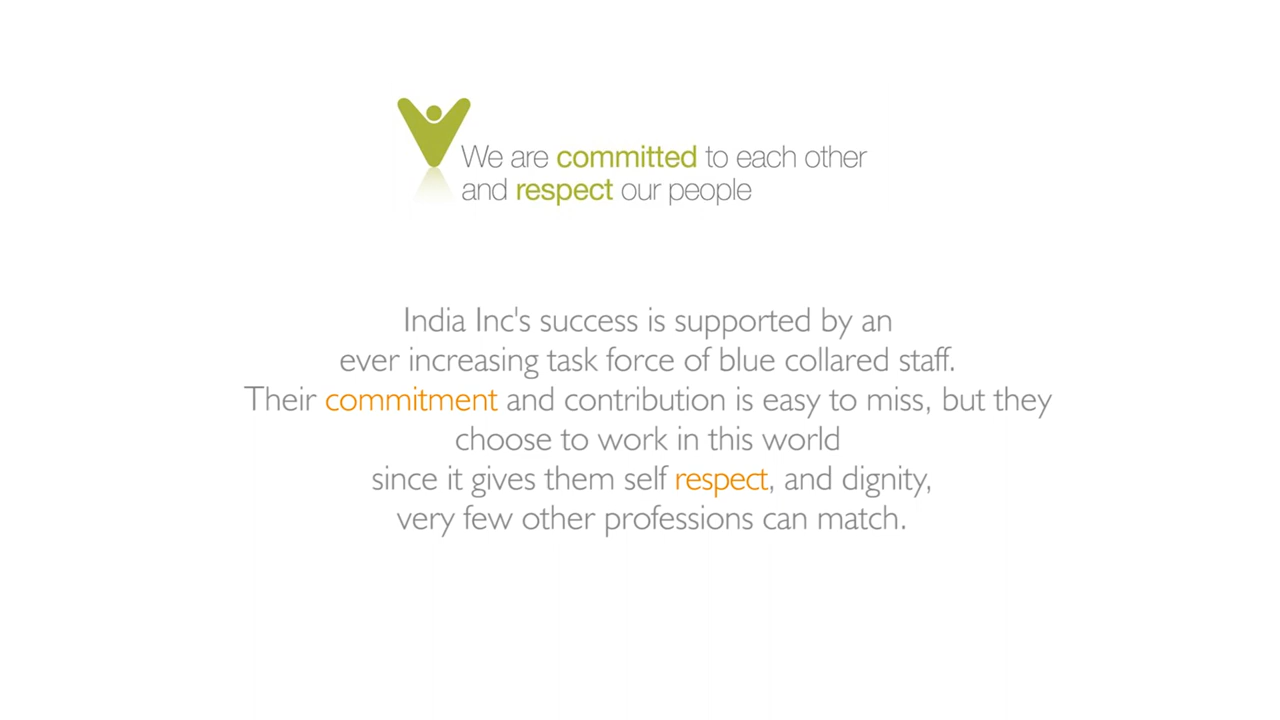 We are committed to each other
and respect our people
India Inc's success is supported by an
ever increasing task force of blue collared staff.
Their commitment and contribution is easy to miss, but they
choose to work in this world
since it gives them self respect, and dignity,
very few other professions can match.